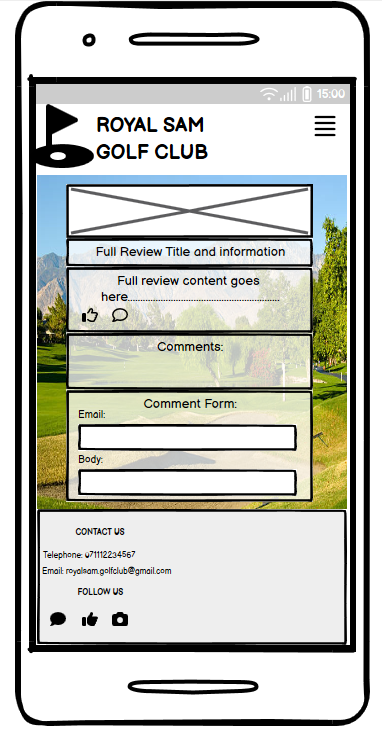 15:00
ROYAL SAM
GOLF CLUB
Full Review Title and information
Full review content goes
here............................................................
Comments:
Comment Form:
Email:
Body:
CONTACT US
Telephone: 071112234567
Email: royalsam.golfclub@gmail.com
FOLLOW US